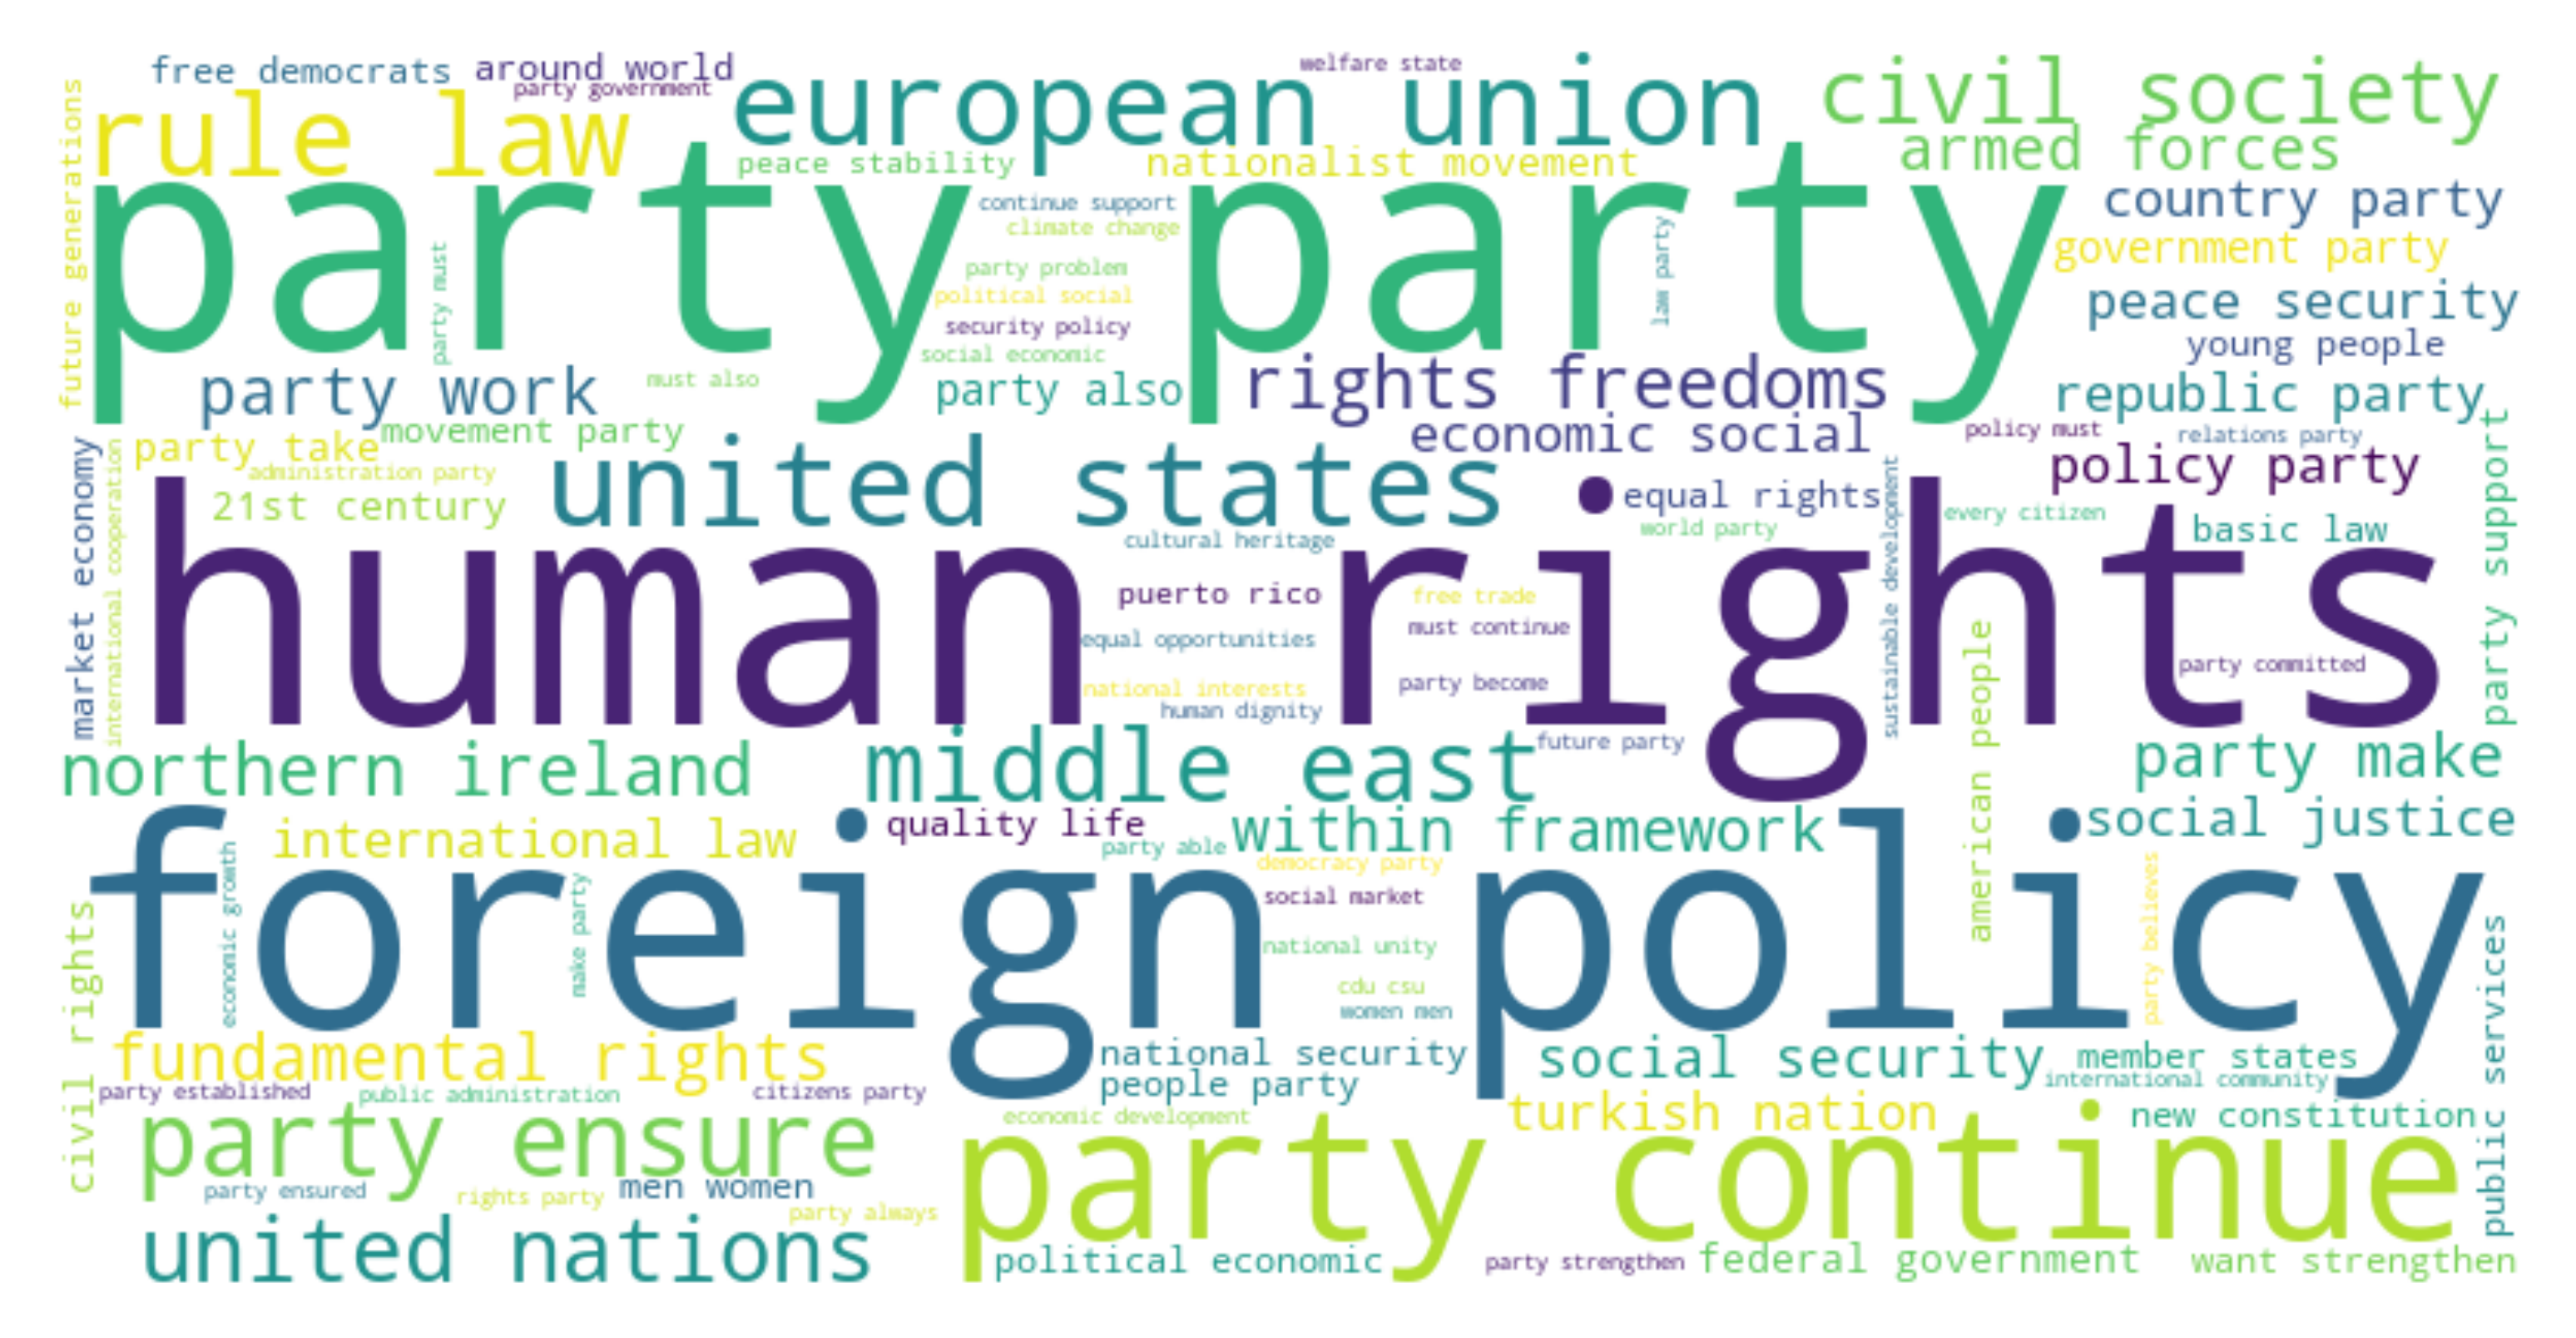 free democrats
around world
party government
welfare state
european union
civil society
rule law
armed forces
peace stability
nationalist movement
party party
continue support
climate change
country party
government party
future generations
party must
law party
party problem
political social
security policy
social economic
peace security
young people
party work
must also
party also
rights freedoms
republic party
movement party
economic social
policy must
relations party
party take
administration party
21st century
united states
policy party
market economy
international cooperation
equal rights
world party
every citizen
basic law
party support
sustainable development
cultural heritage
human rights
puerto rico
free trade
must continue
equal opportunities
party become
party committed
national interests
human dignity
american people
northern ireland
middle east
future party
party make
international law
quality life
within framework
social justice
party able
democracy party
foreign policy
economic growth
make party
social market
national unity
party believes
cdu csu
women men
civil rights
public services
fundamental rights
national security
social security
member states
people party
international community
party established
public administration
citizens party
party ensure
economic development
turkish nation
new constitution
party continue
party ensured
rights party
men women
party always
united nations
political economic
party strengthen
federal government
want strengthen